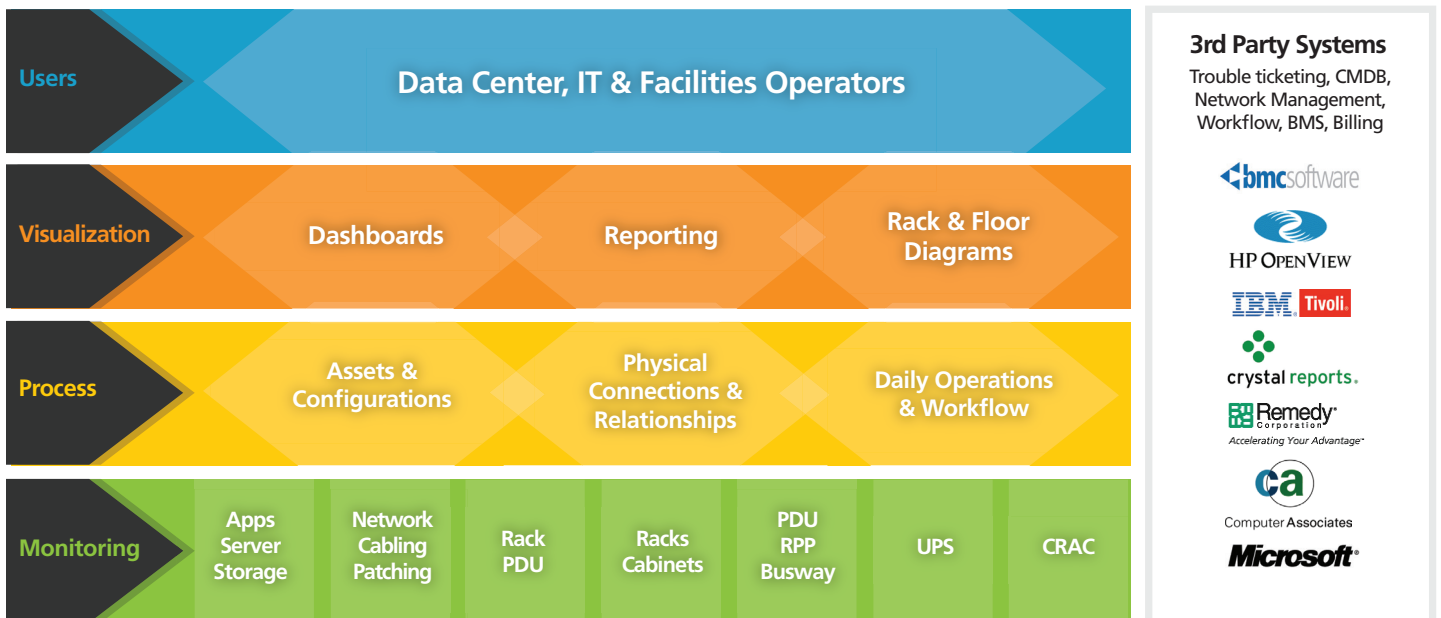 Users
Data Center, IT & Facilities Operators
Visualization
Dashboards
Reporting
Rack & Floor
Diagrams
Process
Assets &
Configurations
Physical
Connections &
Relationships
Daily Operations
& Workflow
Monitoring
Apps
Server
Storage
Network
Cabling
Patching
Rack
PDU
Racks
Cabinets
PDU
RPP
Busway
UPS
CRAC
3rd Party Systems
Trouble ticketing, CMDB,
Network Management,
Workflow, BMS, Billing
bmcsoftware
HP OPENVIEW
IBM. Tivoli.
crystal reports.
Remedy
Corporation
Accelerating Your Advantage™
ca
Computer Associates
Microsoft®